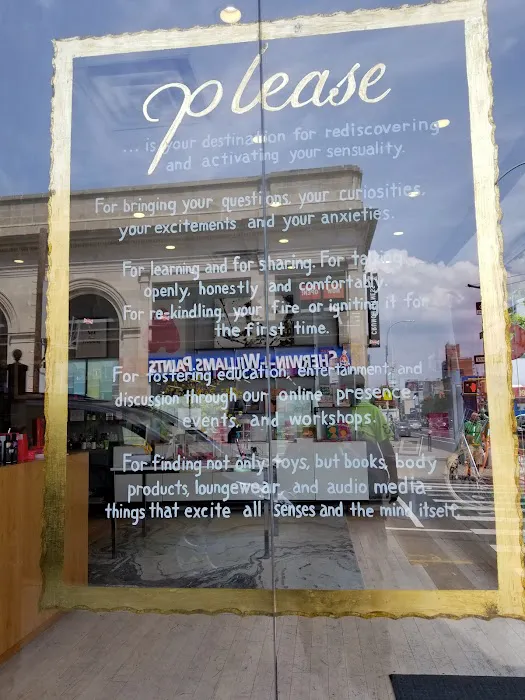 please
... is your destination for rediscovering
and activating your sensuality.
For bringing your questions, your curiosities,
your excitements and your anxieties.
For learning and for sharing. For talking
openly, honestly and comfortably.
For re-kindling your fire or igniting it for
the first time.
SHERWIN-WILLIAMS PAINTS
For fostering education, entertainment, and
discussion through our online presence,
events, and workshops.
For finding not only toys, but books, body
products, loungewear, and audio media,
things that excite all senses and the mind itself.